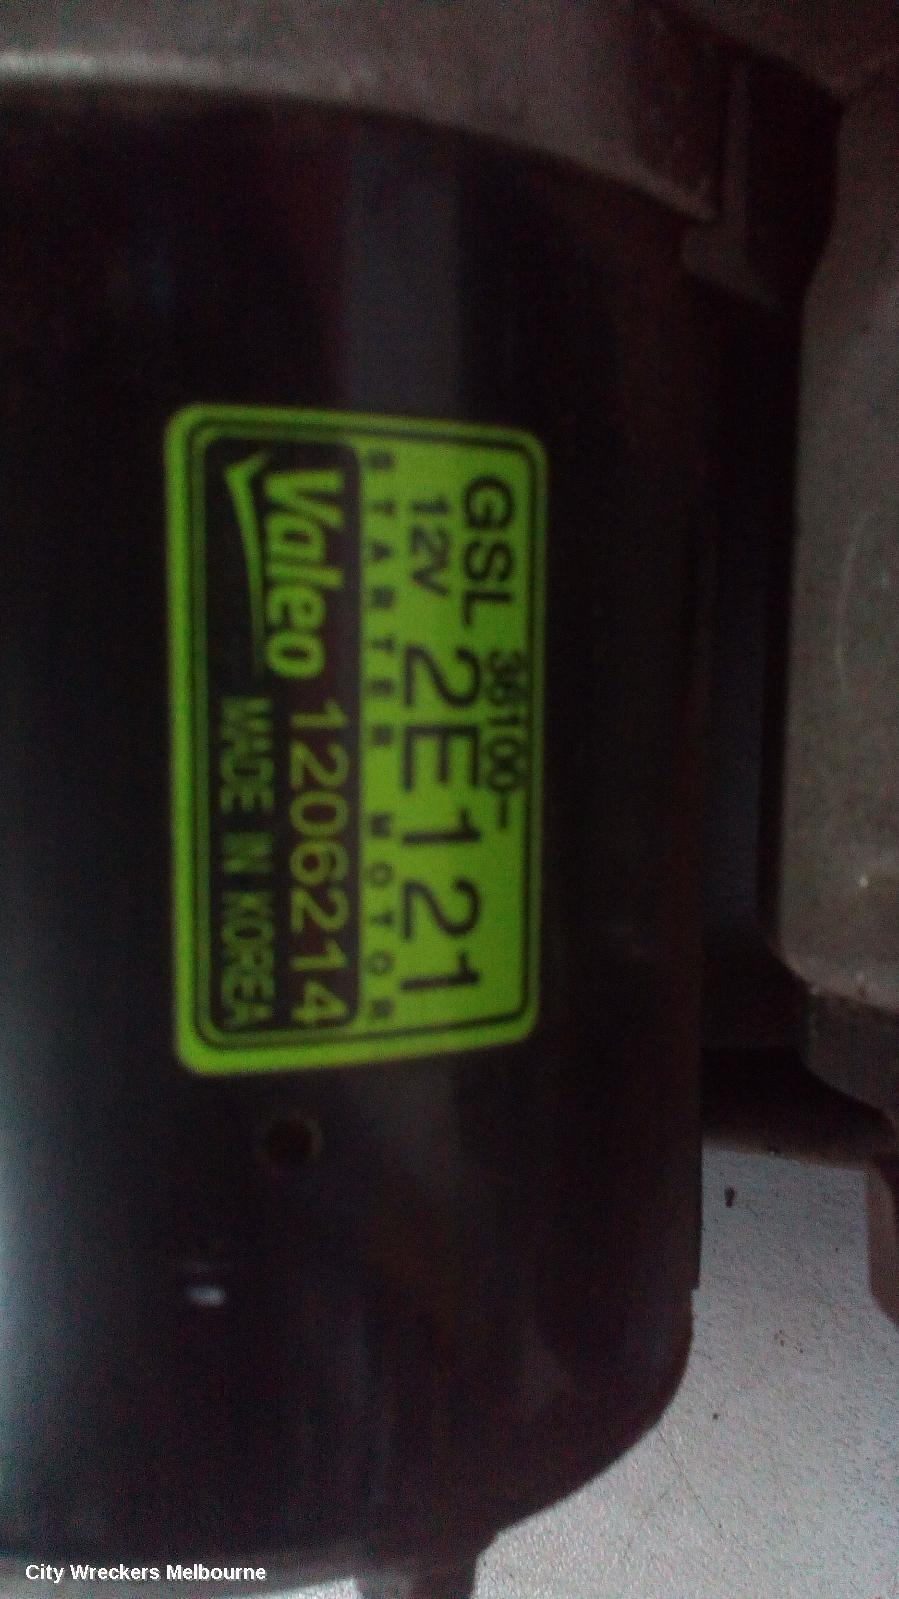 GSL 36100-
12V 2E121
STARTER MOTOR
Valeo 1206214
MADE IN KOREA
City Wreckers Melbourne